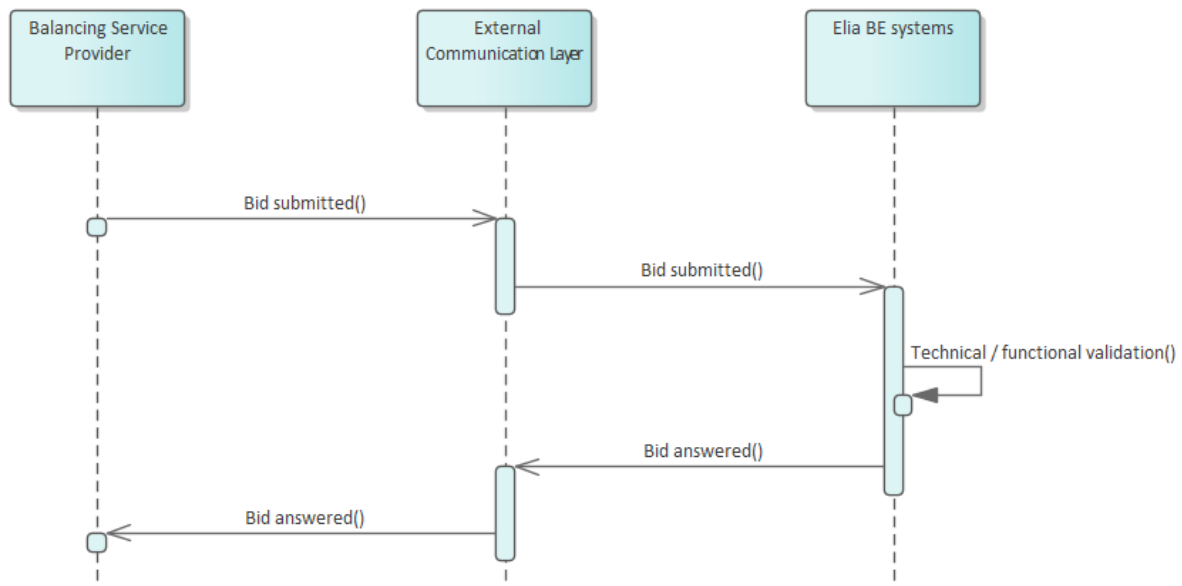 Balancing Service
Provider
External
Communication Layer
Elia BE systems
Bid submitted()
Bid submitted()
Technical / functional validation()
Bid answered()
Bid answered()